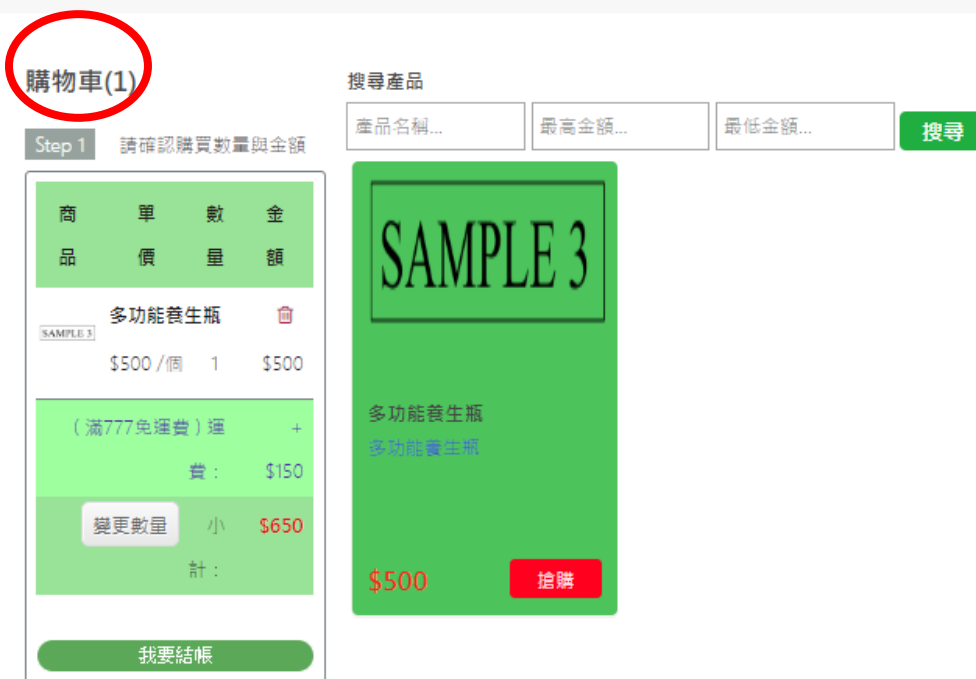 購物車(1)
Step 1 請確認購買數量與金額
商品 單價 數量 金額
SAMPLE 3
多功能養生瓶
$500 /個 1 $500
(滿777免運費)運費: + $150
變更數量 小計: $650
我要結帳
搜尋產品
產品名稱... 最高金額... 最低金額... 搜尋
SAMPLE 3
多功能養生瓶
多功能養生瓶
$500 搶購